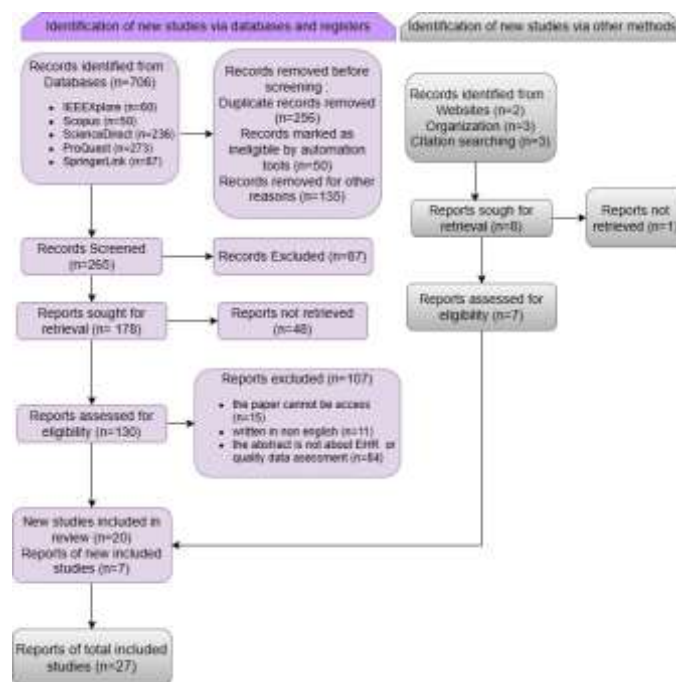 Identification of new studies via databases and registers
Identification of new studies via other methods
Records identified from
Databases (n=706)
IEEEXplore (n=60)
Scopus (n=50)
ScienceDirect (n=236)
ProQuest (n=273)
SpringerLink (n=87)
Records removed before
screening :
Duplicate records removed
(n=256)
Records marked as
ineligible by automation
tools (n=50)
Records removed for other
reasons (n=135)
Records identified from
Websites (n=2)
Organization (n=3)
Citation searching (n=3)
Reports sough for
retrieval (n=8)
Reports not
retrieved (n=1)
Records Screened
(n=265)
Records Excluded (n=87)
Reports sought for
retrieval (n= 178)
Reports not retrieved
(n=48)
Reports assessed for
eligibility (n=7)
Reports excluded (n=107)
the paper cannot be access
(n=15)
written in non english (n=11)
the abstract is not about EHR or
quality data assessment (n=84)
Reports assessed for
eligibility (n=130)
New studies included in
review (n=20)
Reports of new included
studies (n=7)
Reports of total included
studies (n=27)